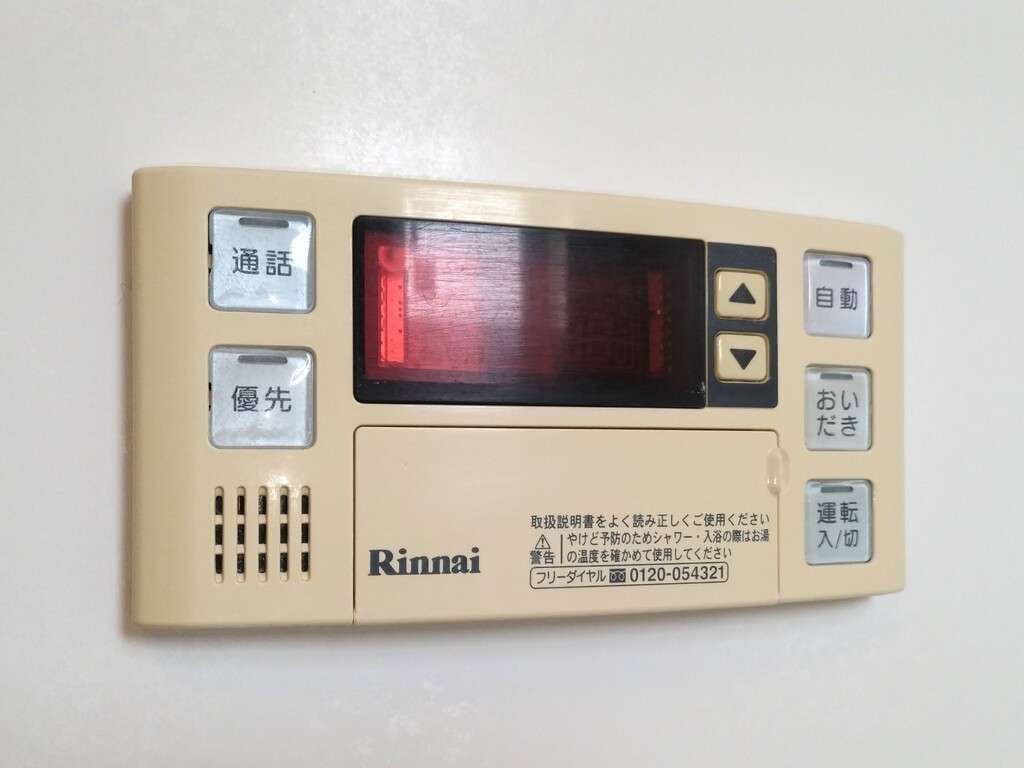 通話
優先
▲
▼
自動
おい
だき
運転
入/切
取扱説明書をよく読み正しくご使用ください
⚠ やけど予防のためシャワー・入浴の際はお湯
警告 の温度を確かめて使用してください
フリーダイヤル 0120-054321
Rinnai